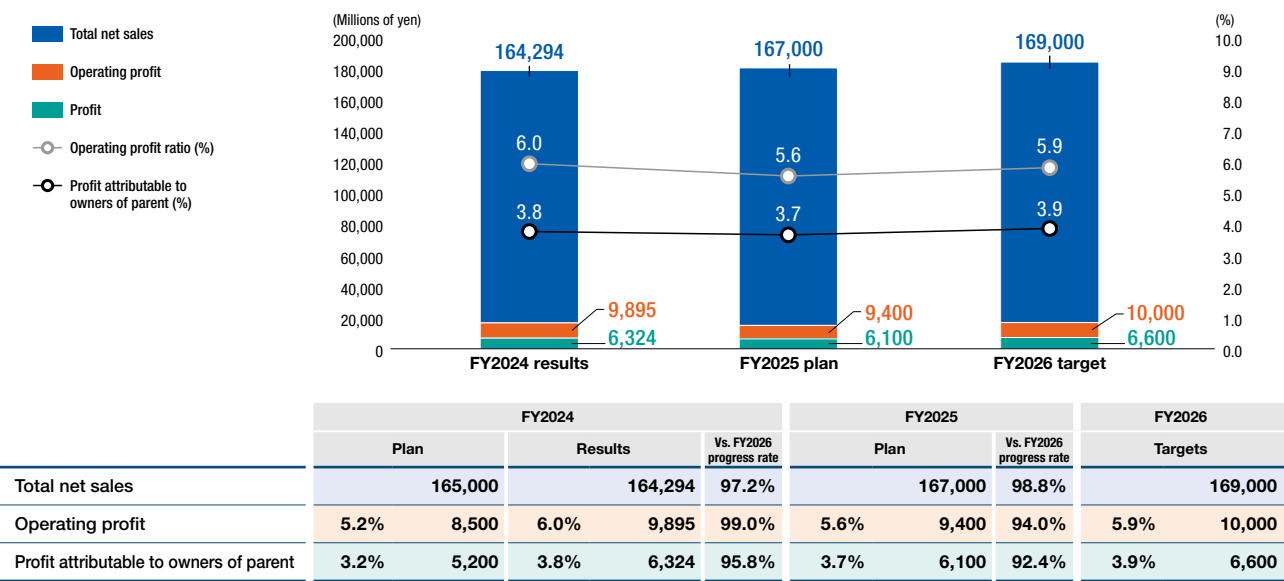 Total net sales
Operating profit
Profit
Operating profit ratio (%)
Profit attributable to
owners of parent (%)
(Millions of yen)
200,000
180,000
160,000
140,000
120,000
100,000
80,000
60,000
40,000
20,000
0
(%)
10.0
9.0
8.0
7.0
6.0
5.0
4.0
3.0
2.0
1.0
0.0
164,294
167,000
169,000
6.0
5.6
5.9
3.8
3.7
3.9
9,895
9,400
10,000
6,324
6,100
6,600
FY2024 results
FY2025 plan
FY2026 target
FY2024 FY2025 FY2026
Plan Results Vs. FY2026
progress rate Plan Vs. FY2026
progress rate Targets
Total net sales 165,000 164,294 97.2% 167,000 98.8% 169,000
Operating profit 5.2% 8,500 6.0% 9,895 99.0% 5.6% 9,400 94.0% 5.9% 10,000
Profit attributable to owners of parent 3.2% 5,200 3.8% 6,324 95.8% 3.7% 6,100 92.4% 3.9% 6,600